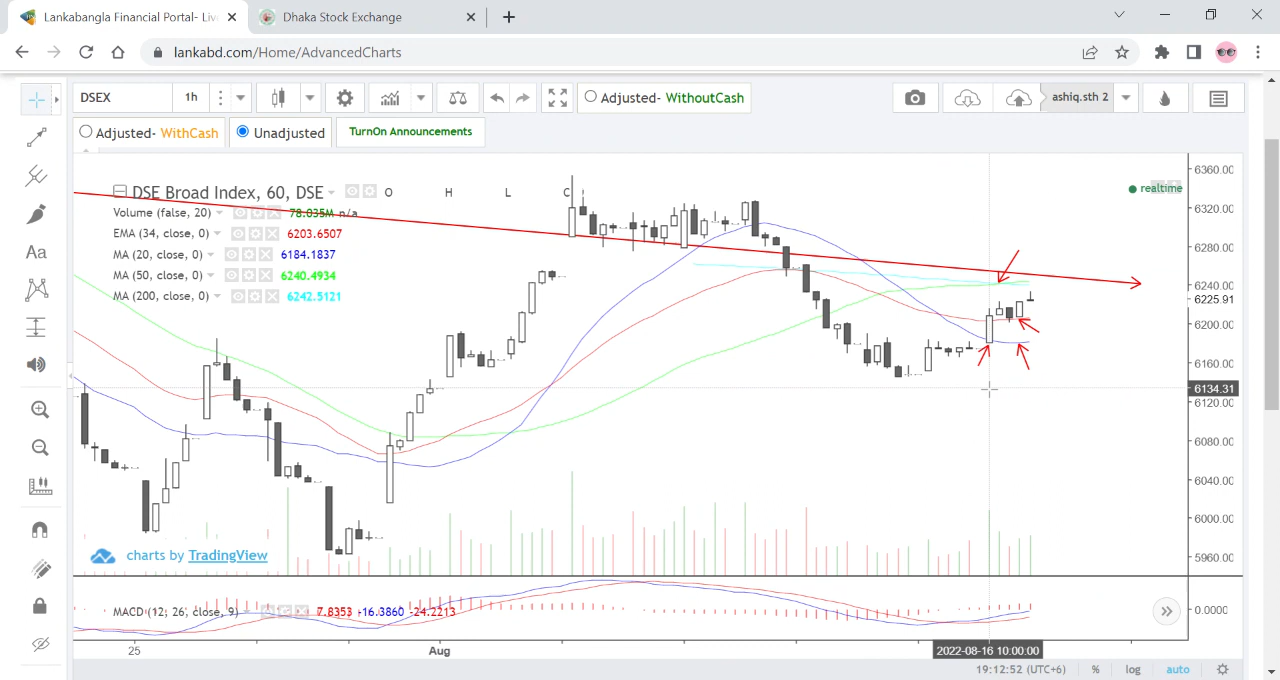 Lankabangla Financial Portal- Liv
Dhaka Stock Exchange
lankabd.com/Home/AdvancedCharts
DSEX
1h
Adjusted- WithoutCash
ashiq.sth 2
Adjusted- WithCash
Unadjusted
TurnOn Announcements
DSE Broad Index, 60, DSE
O H L C
realtime
Volume (false, 20) 78.035M n/a
EMA (34, close, 0) 6203.6507
MA (20, close, 0) 6184.1837
MA (50, close, 0) 6240.4934
MA (200, close, 0) 6242.5121
Aa
6360.00
6320.00
6280.00
6240.00
6225.91
6200.00
6160.00
6134.31
6120.00
6080.00
6040.00
6000.00
5960.00
charts by TradingView
MACD (12, 26, close, 9) 7.8353 -16.3860 -24.2213
0.0000
25
Aug
2022-08-16 10:00:00
19:12:52 (UTC+6)
%
log
auto